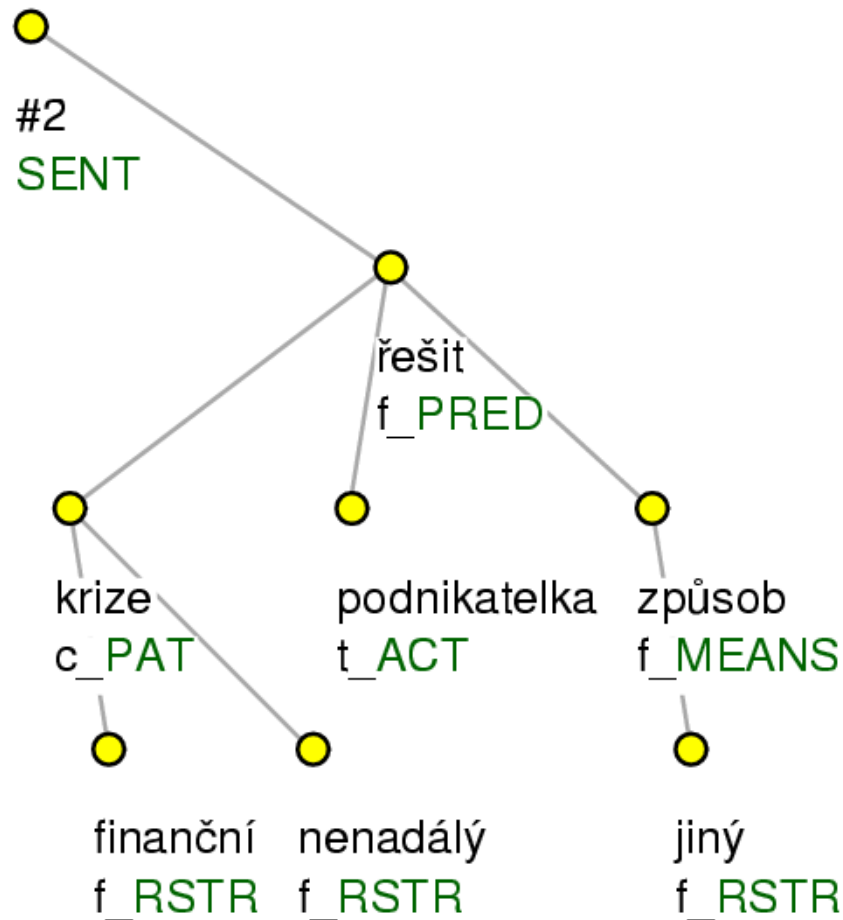 #2
SENT
řešit
f_PRED
krize podnikatelka způsob
c_PAT t_ACT f_MEANS
finanční nenadálý jiný
f_RSTR f_RSTR f_RSTR